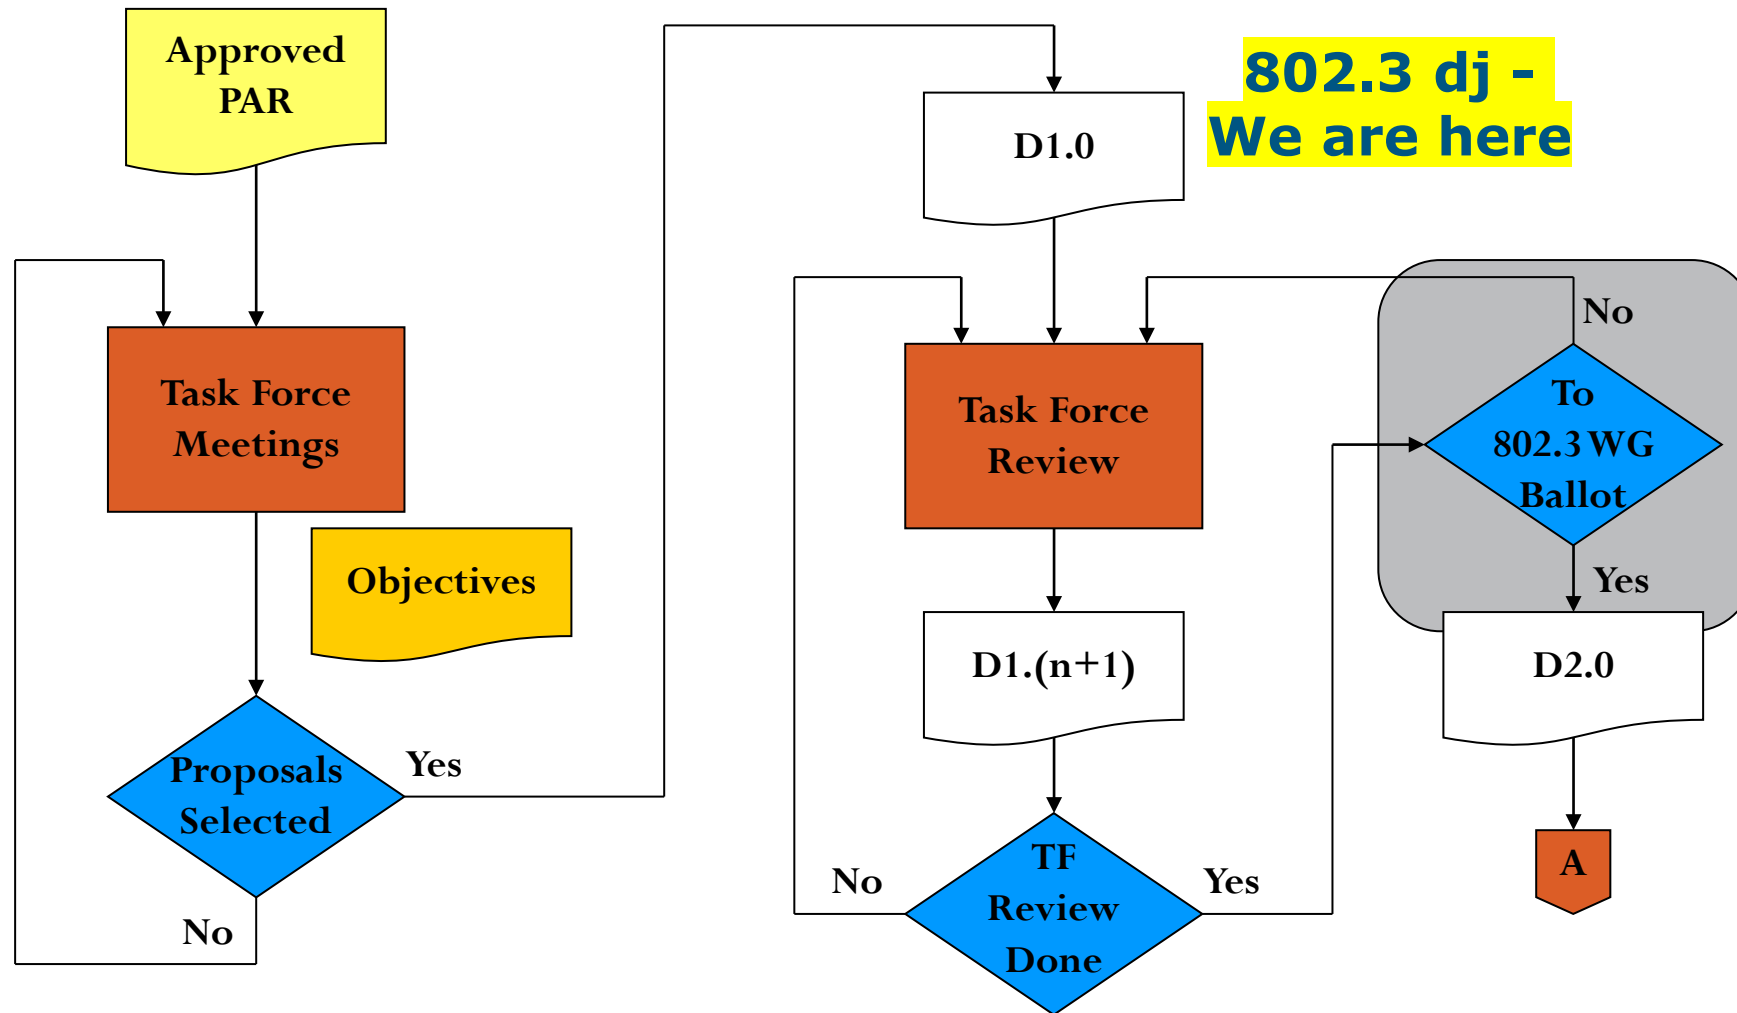 Approved
PAR
Task Force
Meetings
Objectives
Proposals
Selected
Yes
No
D1.0
802.3 dj -
We are here
Task Force
Review
D1.(n+1)
TF
Review
Done
No
Yes
No
To
802.3 WG
Ballot
Yes
D2.0
A